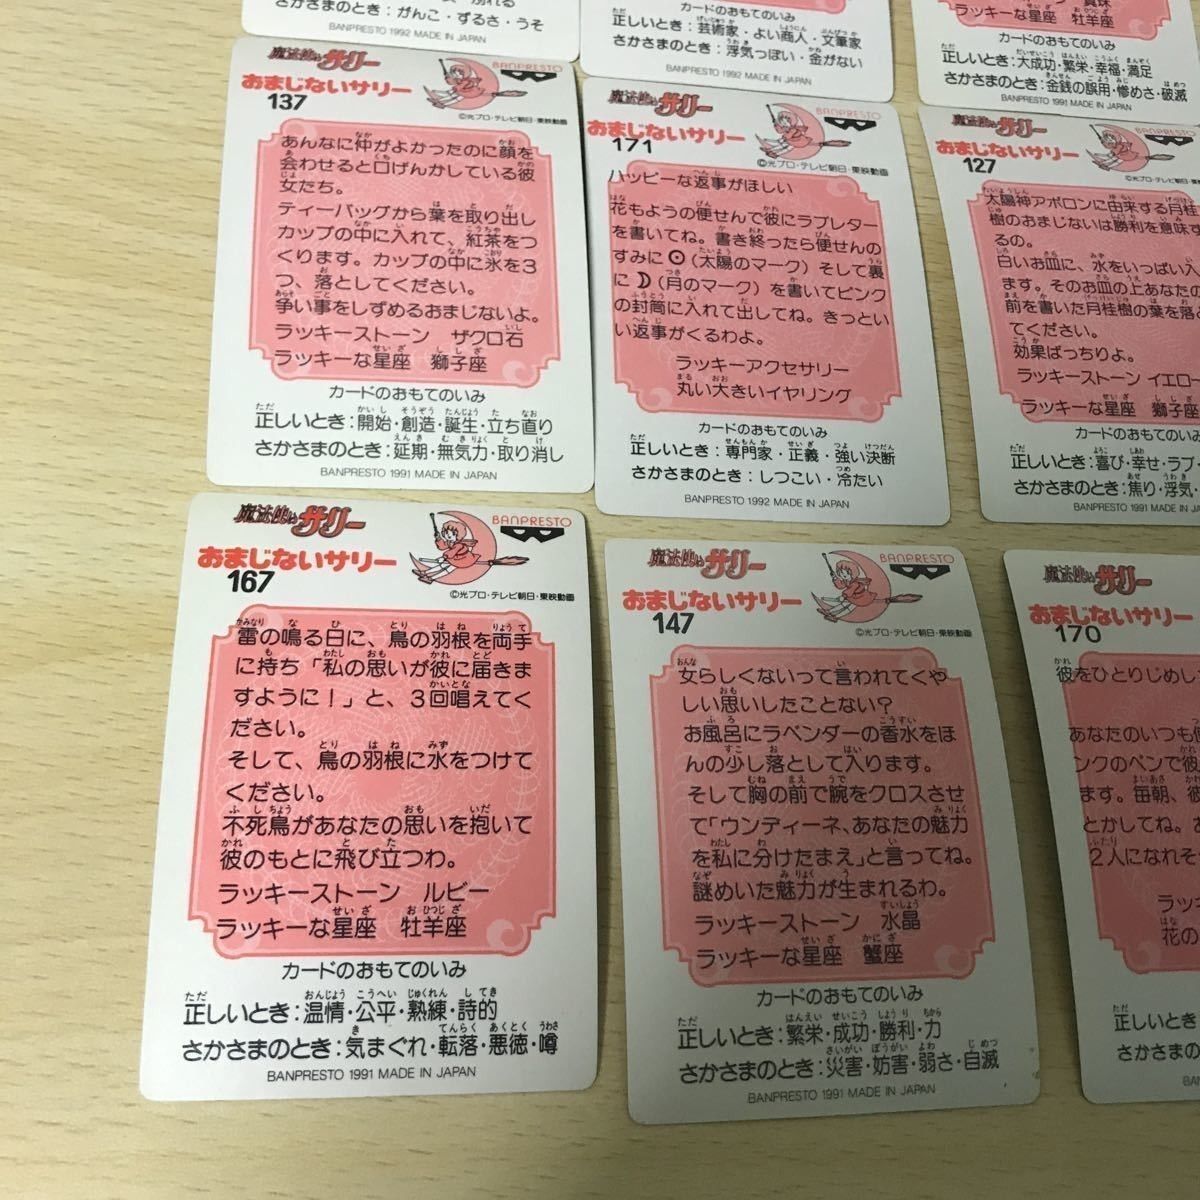 さかさまのとき:がんこ・ずるさ・うそ
BANPRESTO 1992 MADE IN JAPAN
カードのおもてのいみ
正しいとき:芸術家・よい商人・文筆家
さかさまのとき:浮気っぽい・金がない
BANPRESTO 1992 MADE IN JAPAN
ラッキーな星座 牡羊座
カードのおもてのいみ
正しいとき:大成功・繁栄・幸福・満足
さかさまのとき:金銭の誤用・惨めさ・破滅
BANPRESTO 1991 MADE IN JAPAN
魔法使いサリー
BANPRESTO
おまじないサリー
137
©光プロ・テレビ朝日・東映動画
あんなに仲がよかったのに顔を
会わせると口げんかしている彼
女たち。
ティーバッグから葉を取り出し
カップの中に入れて、紅茶をつ
くります。カップの中に氷を3
つ、落としてください。
争い事をしずめるおまじないよ。
ラッキーストーン ザクロ石
ラッキーな星座 獅子座
カードのおもてのいみ
正しいとき:開始・創造・誕生・立ち直り
さかさまのとき:延期・無気力・取り消し
BANPRESTO 1991 MADE IN JAPAN
魔法使いサリー
BANPRESTO
おまじないサリー
171
©光プロ・テレビ朝日・東映動画
ハッピーな返事がほしい
花もようの便せんで彼にラブレター
を書いてね。書き終ったら便せんの
すみに⊙(太陽のマーク)そして裏
に☽(月のマーク)を書いてピンク
の封筒に入れて出してね。きっとい
い返事がくるわよ。
ラッキーアクセサリー
丸い大きいイヤリング
カードのおもてのいみ
正しいとき:専門家・正義・強い決断
さかさまのとき:しつこい・冷たい
BANPRESTO 1992 MADE IN JAPAN
魔法使いサリー
BANPRESTO
おまじないサリー
127
©光プロ・テレビ朝日・東映動画
太陽神アポロンに由来する月桂
樹のおまじないは勝利を意味す
るの。
白いお皿に、水をいっぱい入
ます。そのお皿の上あなたの
前を書いた月桂樹の葉を落と
てください。
効果ばっちりよ。
ラッキーストーン イエロー
ラッキーな星座 獅子座
カードのおもてのいみ
正しいとき:喜び・幸せ・ラブ・
さかさまのとき:焦り・浮気・
BANPRESTO 1991 MADE IN JAPA
魔法使いサリー
BANPRESTO
おまじないサリー
167
©光プロ・テレビ朝日・東映動画
雷の鳴る日に、鳥の羽根を両手
に持ち「私の思いが彼に届きま
すように!」と、3回唱えてく
ださい。
そして、鳥の羽根に水をつけて
ください。
不死鳥があなたの思いを抱いて
彼のもとに飛び立つわ。
ラッキーストーン ルビー
ラッキーな星座 牡羊座
カードのおもてのいみ
正しいとき:温情・公平・熟練・詩的
さかさまのとき:気まぐれ・転落・悪徳・噂
BANPRESTO 1991 MADE IN JAPAN
魔法使いサリー
BANPRESTO
おまじないサリー
147
©光プロ・テレビ朝日・東映動画
女らしくないって言われてくや
しい思いしたことない?
お風呂にラベンダーの香水をほ
んの少し落として入ります。
そして胸の前で腕をクロスさせ
て「ウンディーネ、あなたの魅力
を私に分けたまえ」と言ってね。
謎めいた魅力が生まれるわ。
ラッキーストーン 水晶
ラッキーな星座 蟹座
カードのおもてのいみ
正しいとき:繁栄・成功・勝利・力
さかさまのとき:災害・妨害・弱さ・自滅
BANPRESTO 1991 MADE IN JAPAN
魔法使いサリー
おまじないサリー
170
彼をひとりじめし
あなたのいつも
ンクのペンで彼
ます。毎朝、彼
とかしてね。
2人になれそ
ラッキ
花の
正しいとき
さかさまの
BANPRESTO